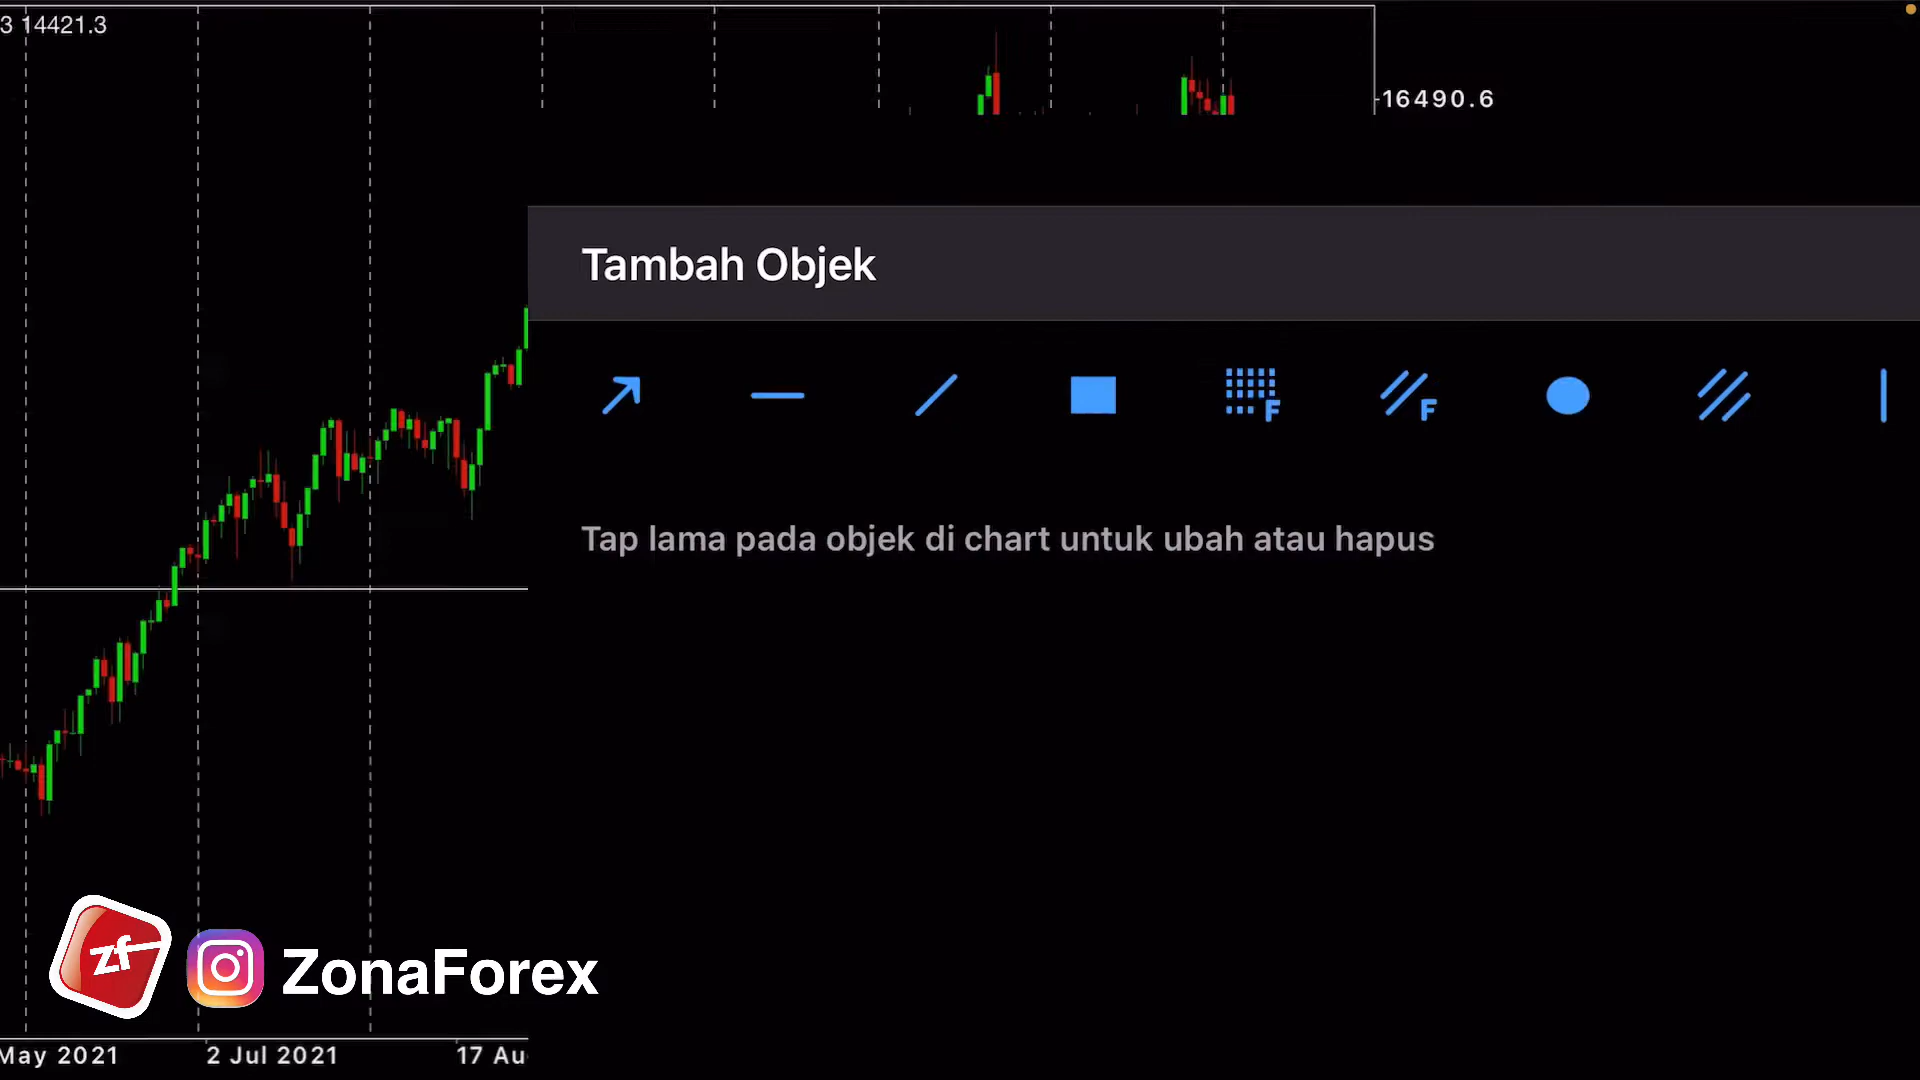 3 14421.3
16490.6
Tambah Objek
F
F
Tap lama pada objek di chart untuk ubah atau hapus
zf
ZonaForex
May 2021
2 Jul 2021
17 Au